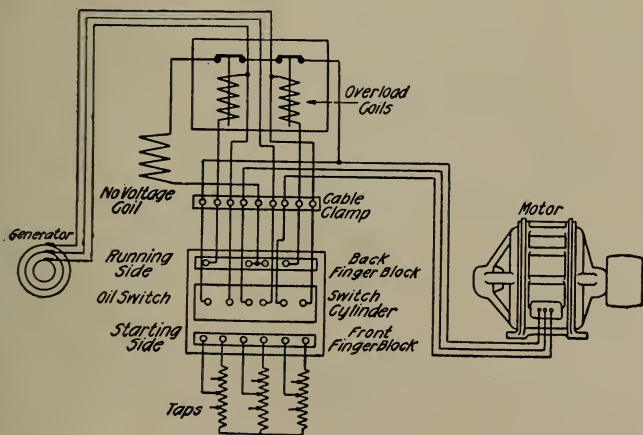 Overload
Coils
No Voltage
Coil
Cable
Clamp
Motor
Generator
Running
Side
Back
Finger Block
Oil Switch
Switch
Cylinder
Starting
Side
Front
Finger Block
Taps